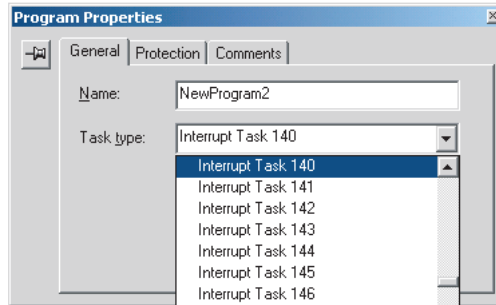 Program Properties
General Protection Comments
Name: NewProgram2
Task type: Interrupt Task 140
Interrupt Task 140
Interrupt Task 141
Interrupt Task 142
Interrupt Task 143
Interrupt Task 144
Interrupt Task 145
Interrupt Task 146